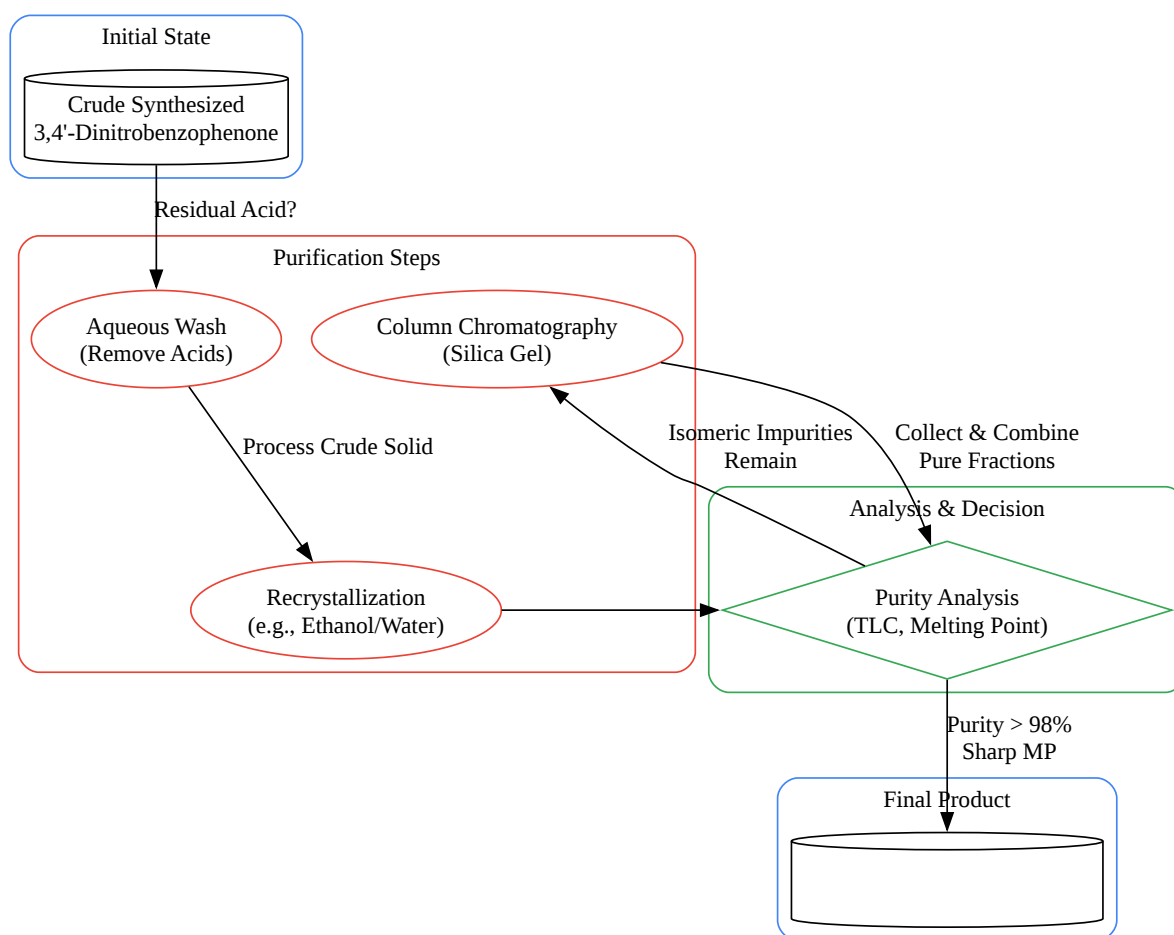 Initial State
Crude Synthesized
3,4'-Dinitrobenzophenone
Residual Acid?
Purification Steps
Aqueous Wash
(Remove Acids)
Column Chromatography
(Silica Gel)
Process Crude Solid
Isomeric Impurities
Remain
Collect & Combine
Pure Fractions
Analysis & Decision
Recrystallization
(e.g., Ethanol/Water)
Purity Analysis
(TLC, Melting Point)
Purity > 98%
Sharp MP
Final Product